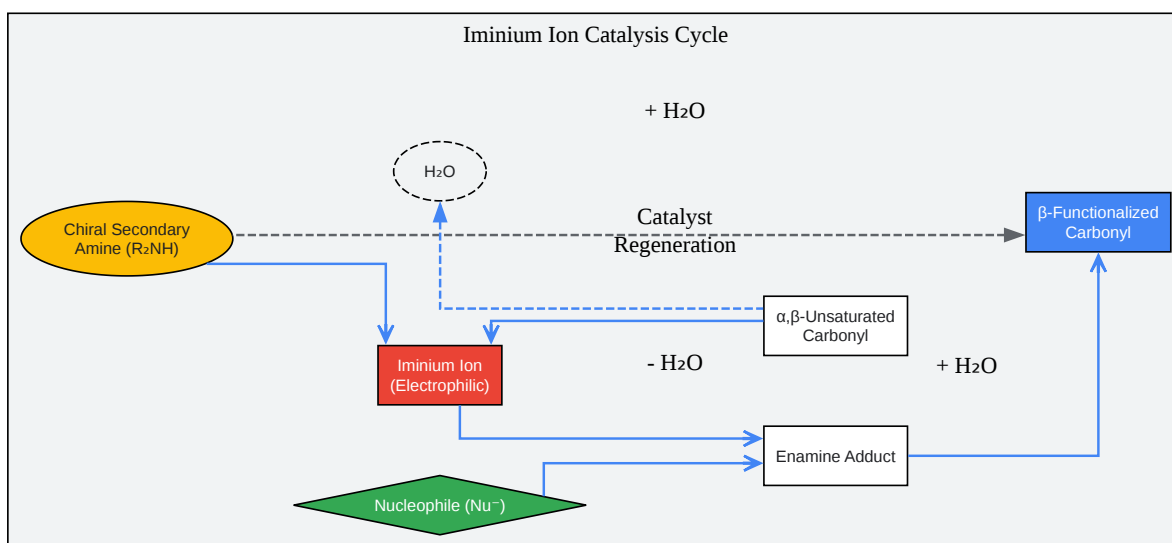 Iminium Ion Catalysis Cycle
+ H₂O
H₂O
Chiral Secondary
Amine (R₂NH)
Catalyst
Regeneration
β-Functionalized
Carbonyl
α,β-Unsaturated
Carbonyl
Iminium Ion
(Electrophilic)
- H₂O
+ H₂O
Enamine Adduct
Nucleophile (Nu⁻)